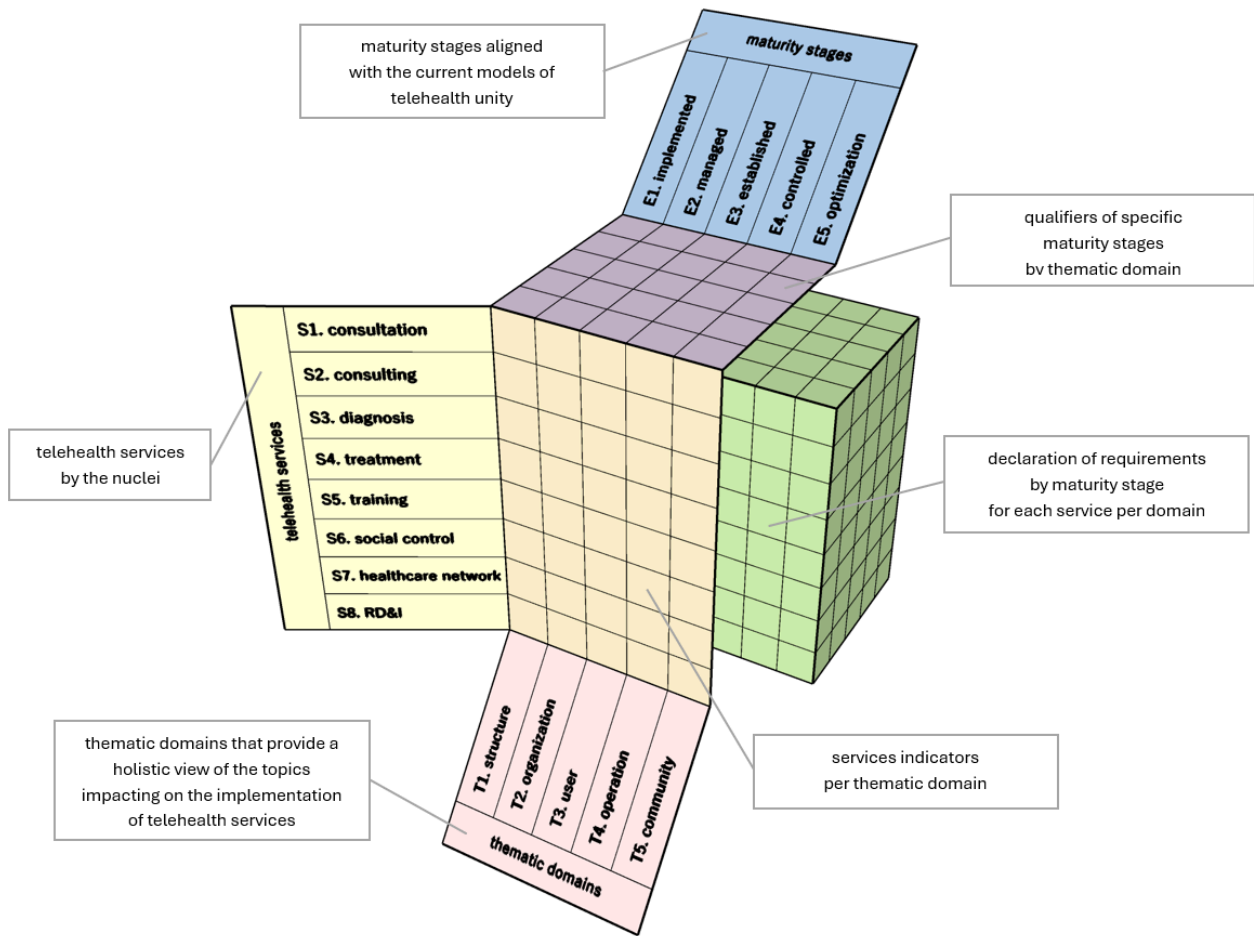 maturity stages aligned
with the current models of
telehealth unity
maturity stages
E1. implemented
E2. managed
E3. established
E4. controlled
E5. optimization
qualifiers of specific
maturity stages
bv thematic domain
telehealth services
by the nuclei
telehealth services
S1. consultation
S2. consulting
S3. diagnosis
S4. treatment
S5. training
S6. social control
S7. healthcare network
S8. RD&I
declaration of requirements
by maturity stage
for each service per domain
thematic domains that provide a
holistic view of the topics
impacting on the implementation
of telehealth services
T1. structure
T2. organization
T3. user
T4. operation
T5. community
thematic domains
services indicators
per thematic domain